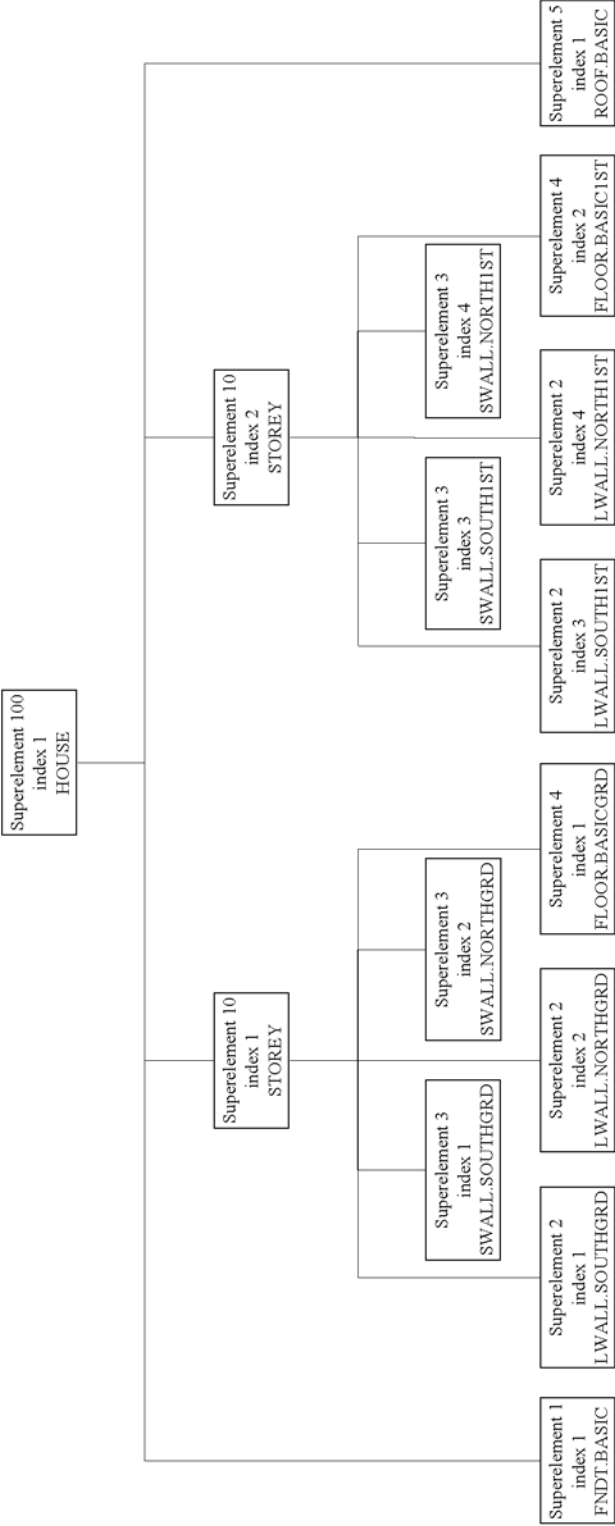 Superelement 100
index 1
HOUSE
Superelement 10
index 1
STOREY
Superelement 10
index 2
STOREY
Superelement 3
index 1
SWALL.SOUTHGRD
Superelement 3
index 2
SWALL.NORTHGRD
Superelement 3
index 3
SWALL.SOUTH1ST
Superelement 3
index 4
SWALL.NORTH1ST
Superelement 1
index 1
FNDT.BASIC
Superelement 2
index 1
LWALL.SOUTHGRD
Superelement 2
index 2
LWALL.NORTHGRD
Superelement 4
index 1
FLOOR.BASICGRD
Superelement 2
index 3
LWALL.SOUTH1ST
Superelement 2
index 4
LWALL.NORTH1ST
Superelement 4
index 2
FLOOR.BASIC1ST
Superelement 5
index 1
ROOF.BASIC